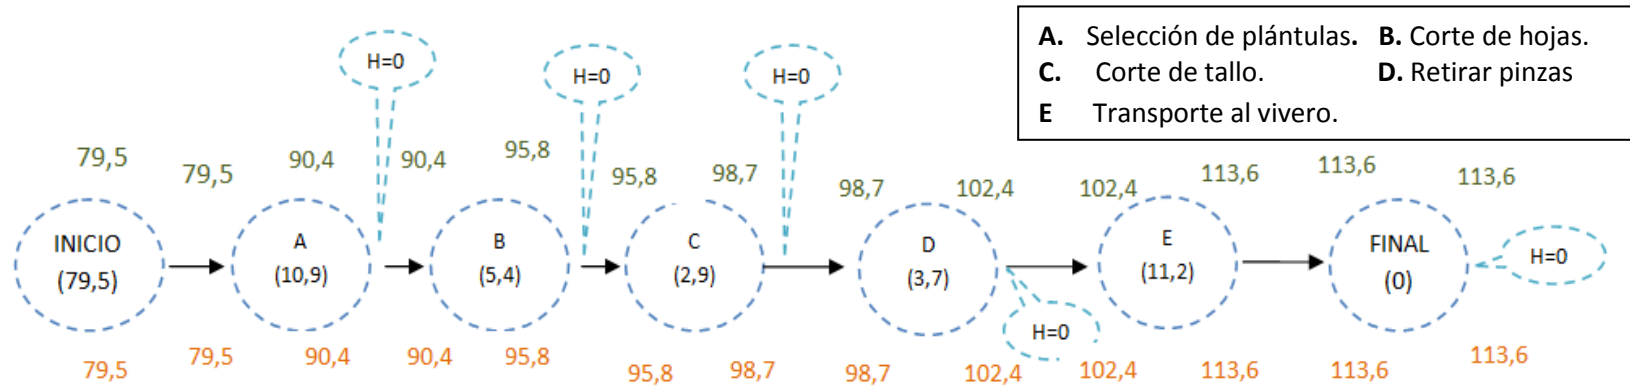 A. Selección de plántulas. B. Corte de hojas.
C. Corte de tallo. D. Retirar pinzas
E Transporte al vivero.
H=0 H=0 H=0
79,5 79,5 90,4 90,4 95,8 95,8 98,7 98,7 102,4 102,4 113,6 113,6 113,6
INICIO A B C D E FINAL
(79,5) (10,9) (5,4) (2,9) (3,7) (11,2) (0)
H=0
H=0
79,5 79,5 90,4 90,4 95,8 95,8 98,7 98,7 102,4 102,4 113,6 113,6 113,6